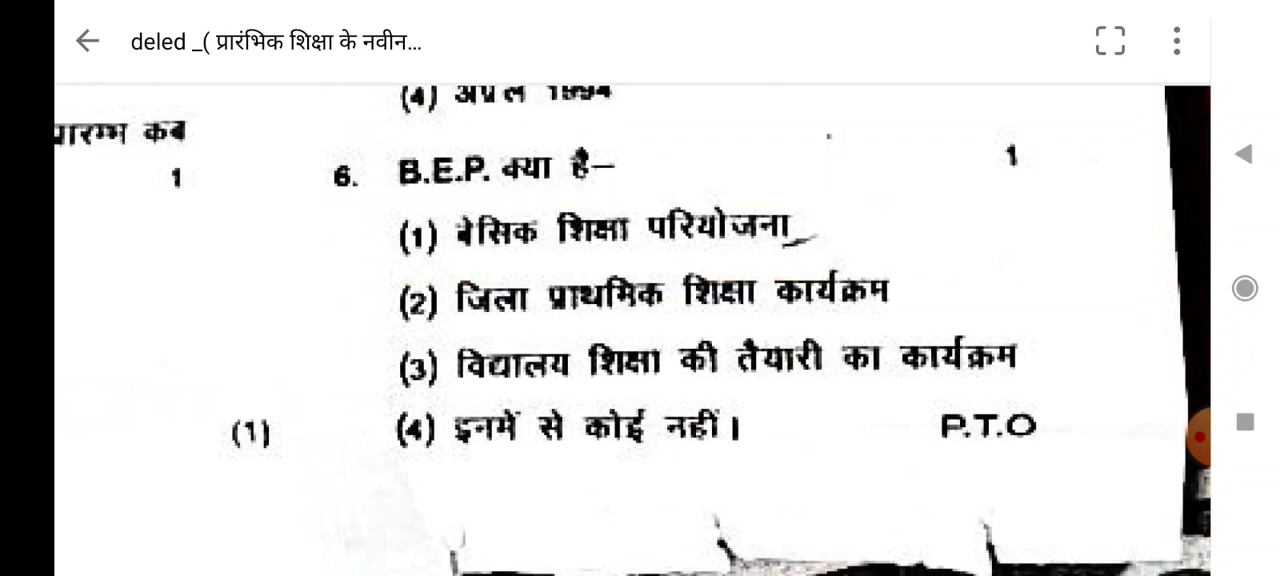 deled _( प्रारंभिक शिक्षा के नवीन...
(4) अप्रैल 1994
प्रारम्भ कब
1
6. B.E.P. क्या है— 1
(1) बेसिक शिक्षा परियोजना
(2) जिला प्राथमिक शिक्षा कार्यक्रम
(3) विद्यालय शिक्षा की तैयारी का कार्यक्रम
(4) इनमें से कोई नहीं।
(1) P.T.O